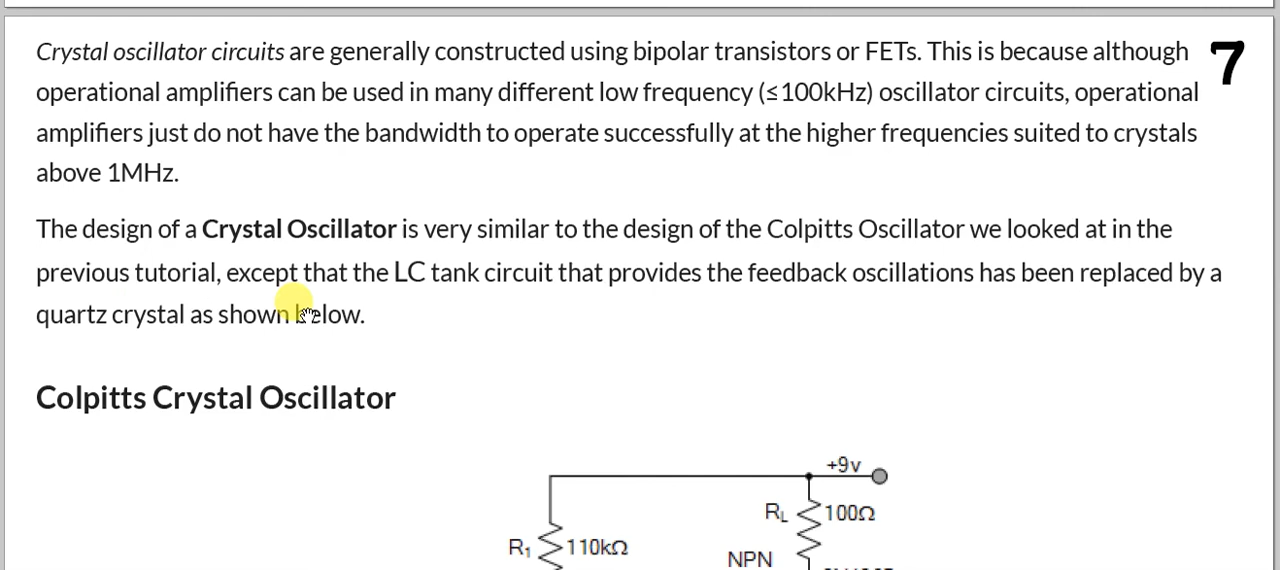 Crystal oscillator circuits are generally constructed using bipolar transistors or FETs. This is because although
7
operational amplifiers can be used in many different low frequency (≤100kHz) oscillator circuits, operational
amplifiers just do not have the bandwidth to operate successfully at the higher frequencies suited to crystals
above 1MHz.
The design of a Crystal Oscillator is very similar to the design of the Colpitts Oscillator we looked at in the
previous tutorial, except that the LC tank circuit that provides the feedback oscillations has been replaced by a
quartz crystal as shown below.
Colpitts Crystal Oscillator
+9v
RL 100Ω
R1 110kΩ
NPN